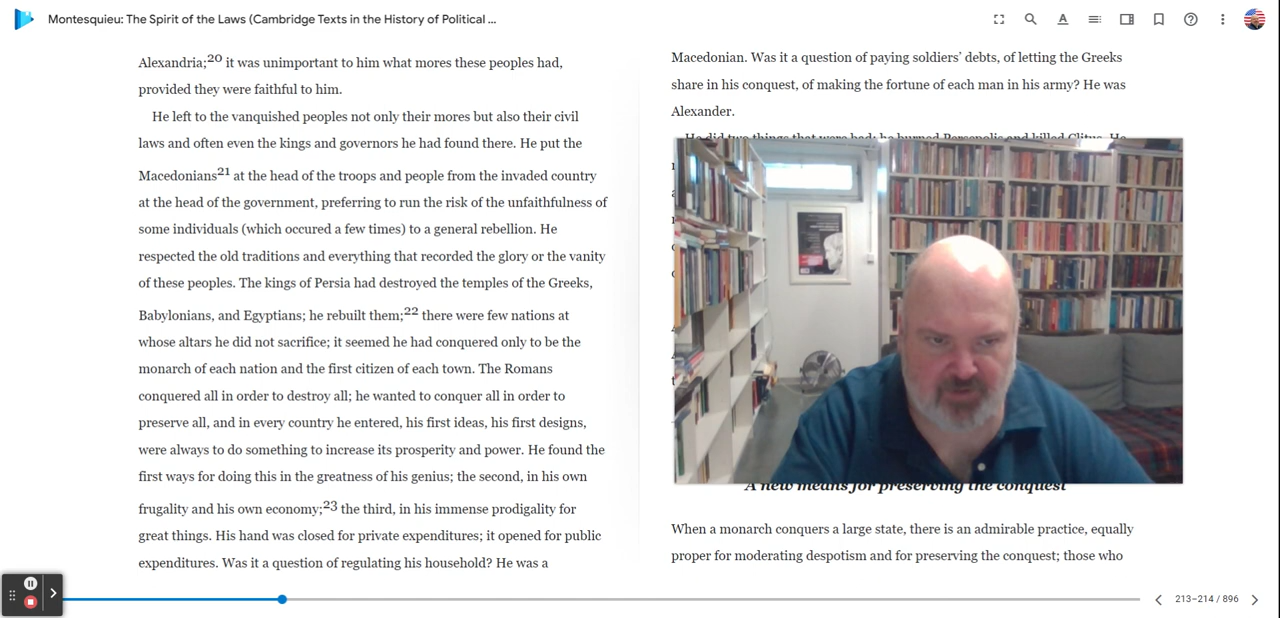 Montesquieu: The Spirit of the Laws (Cambridge Texts in the History of Political ...
Alexandria;20 it was unimportant to him what mores these peoples had,
provided they were faithful to him.
He left to the vanquished peoples not only their mores but also their civil
laws and often even the kings and governors he had found there. He put the
Macedonians21 at the head of the troops and people from the invaded country
at the head of the government, preferring to run the risk of the unfaithfulness of
some individuals (which occured a few times) to a general rebellion. He
respected the old traditions and everything that recorded the glory or the vanity
of these peoples. The kings of Persia had destroyed the temples of the Greeks,
Babylonians, and Egyptians; he rebuilt them;22 there were few nations at
whose altars he did not sacrifice; it seemed he had conquered only to be the
monarch of each nation and the first citizen of each town. The Romans
conquered all in order to destroy all; he wanted to conquer all in order to
preserve all, and in every country he entered, his first ideas, his first designs,
were always to do something to increase its prosperity and power. He found the
first ways for doing this in the greatness of his genius; the second, in his own
frugality and his own economy;23 the third, in his immense prodigality for
great things. His hand was closed for private expenditures; it opened for public
expenditures. Was it a question of regulating his household? He was a
Macedonian. Was it a question of paying soldiers' debts, of letting the Greeks
share in his conquest, of making the fortune of each man in his army? He was
Alexander.
He did two things that were bad: he burned Persepolis and killed Clitus. He
A new means for preserving the conquest
When a monarch conquers a large state, there is an admirable practice, equally
proper for moderating despotism and for preserving the conquest; those who
213–214 / 896